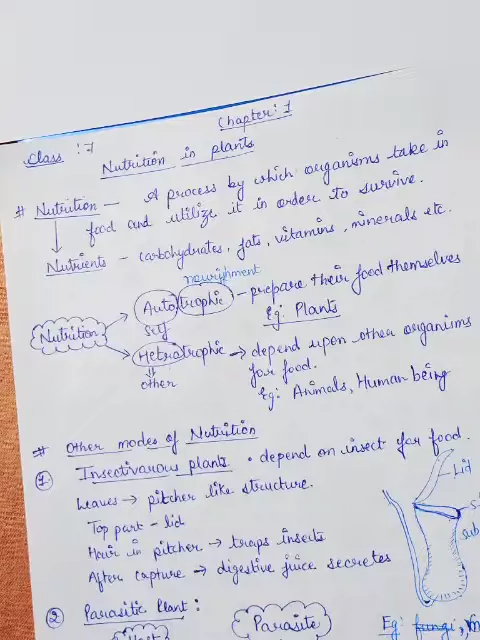 Chapter: 1
Class : 7
Nutrition in plants
# Nutrition — A process by which organisms take in
food and utilize it in order to survive.
Nutrients - carbohydrates, fats, vitamins, minerals etc.
nourishment
Nutrition
Auto trophic - prepare their food themselves
Self
Eg: Plants
Hetrotrophic → depend upon other organisms
for food.
other
Eg: Animals, Human being
# Other modes of Nutrition
1 Insectivarous plants • depend on insect for food.
Leaves → pitcher like structure.
Top part - lid
Hair in pitcher → traps insects
After capture → digestive juice secretes
Lid
2 Parasitic Plant :
Host
Parasite
Eg: fungi,